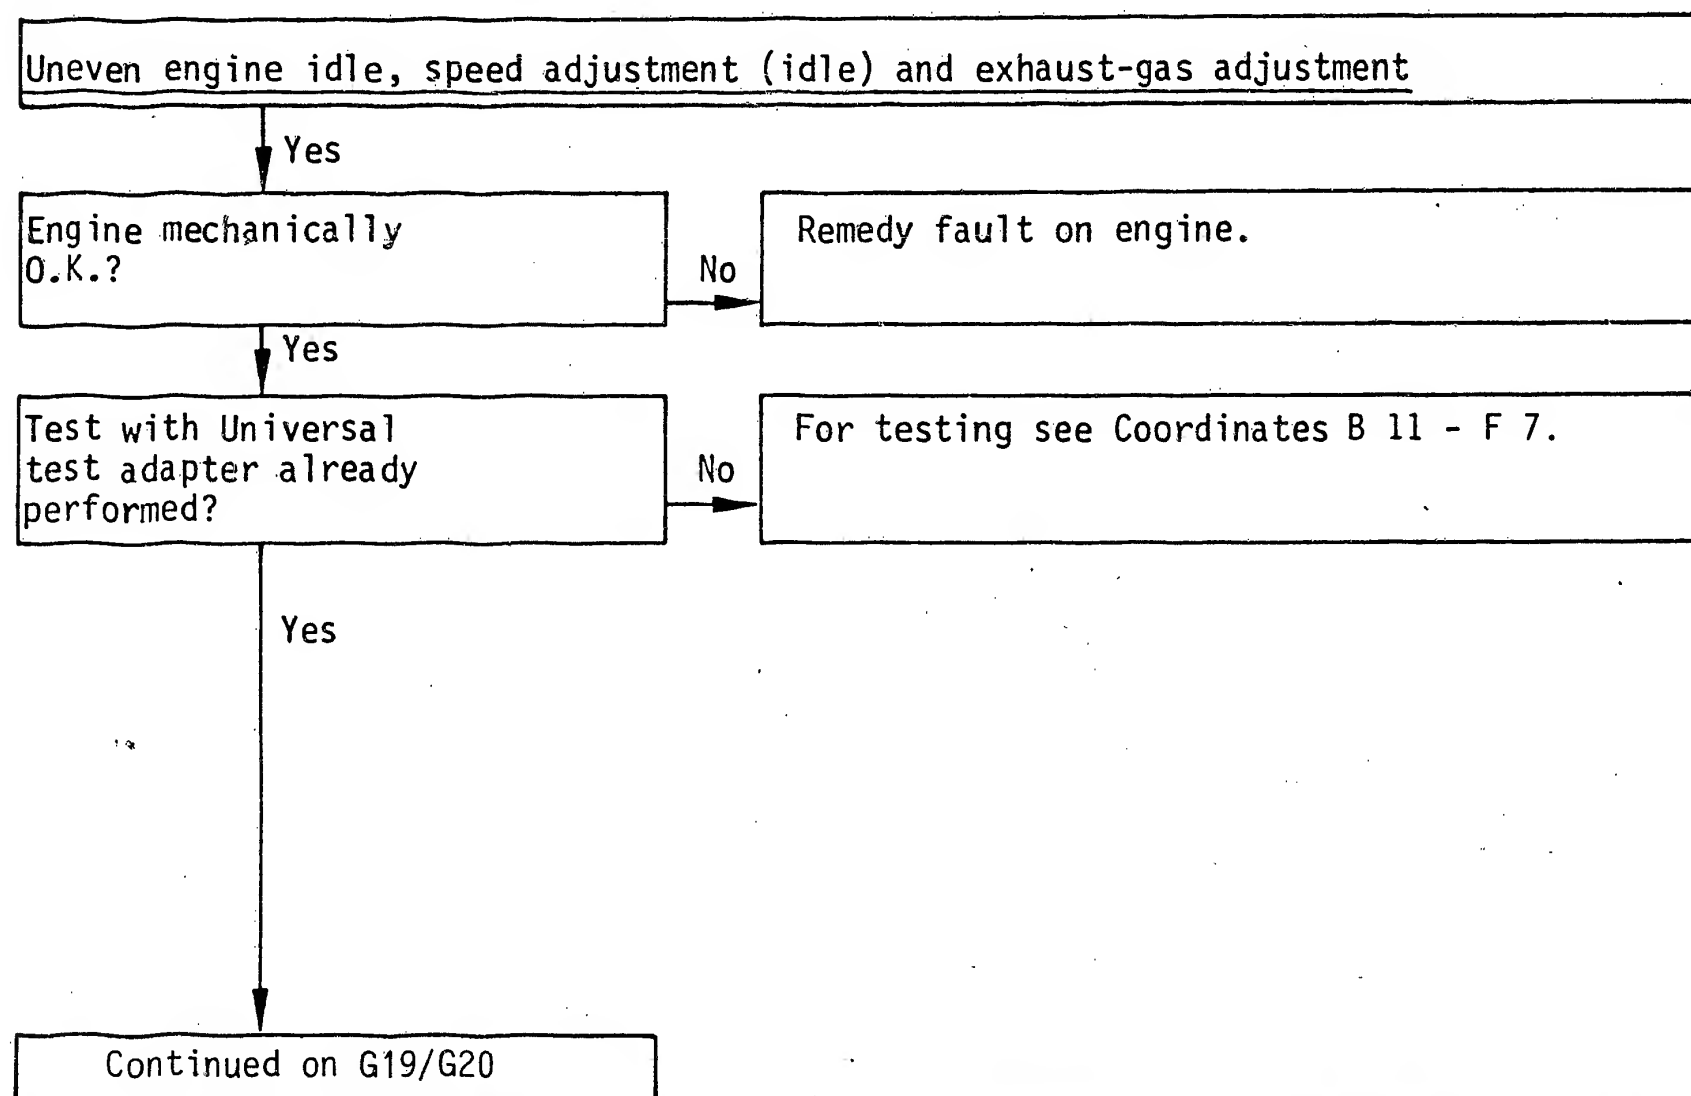 Uneven engine idle, speed adjustment (idle) and exhaust-gas adjustment
Yes
Engine mechanically
O.K.?
No
Remedy fault on engine.
Yes
Test with Universal
test adapter already
performed?
No
For testing see Coordinates B 11 - F 7.
Yes
Continued on G19/G20